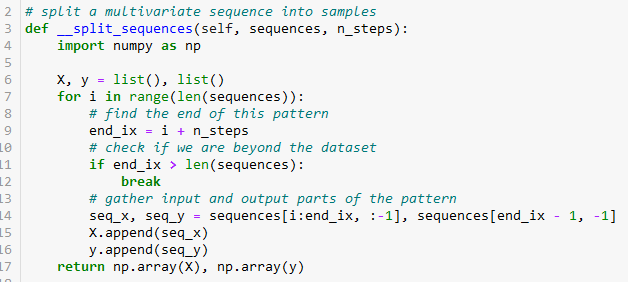 2 # split a multivariate sequence into samples
3 def __split_sequences(self, sequences, n_steps):
4     import numpy as np
5
6     X, y = list(), list()
7     for i in range(len(sequences)):
8         # find the end of this pattern
9         end_ix = i + n_steps
10         # check if we are beyond the dataset
11         if end_ix > len(sequences):
12             break
13         # gather input and output parts of the pattern
14         seq_x, seq_y = sequences[i:end_ix, :-1], sequences[end_ix - 1, -1]
15         X.append(seq_x)
16         y.append(seq_y)
17     return np.array(X), np.array(y)